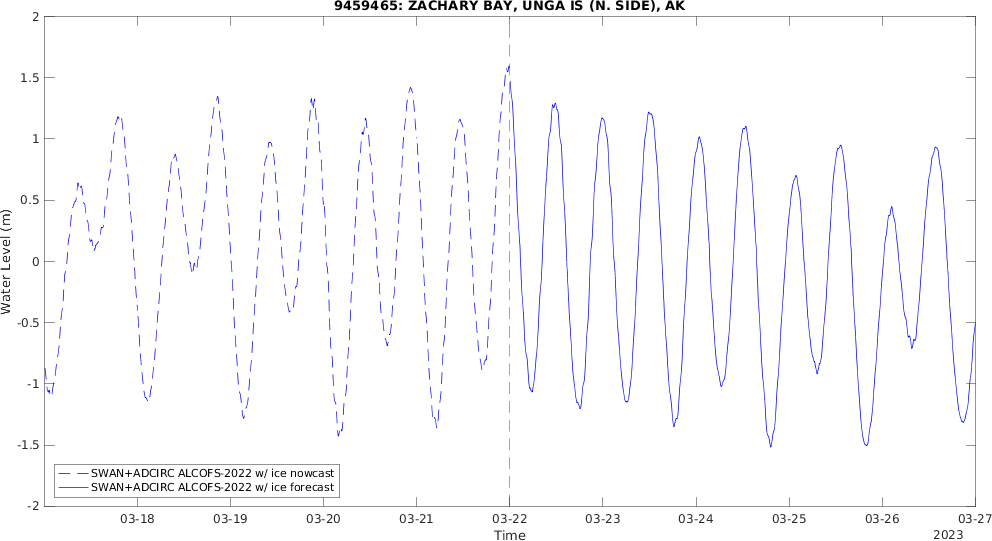 9459465: ZACHARY BAY, UNGA IS (N. SIDE), AK
2
1.5
1
0.5
0
-0.5
-1
-1.5
-2
Water Level (m)
SWAN+ADCIRC ALCOFS-2022 w/ ice nowcast
SWAN+ADCIRC ALCOFS-2022 w/ ice forecast
03-18 03-19 03-20 03-21 03-22 03-23 03-24 03-25 03-26 03-27
Time
2023